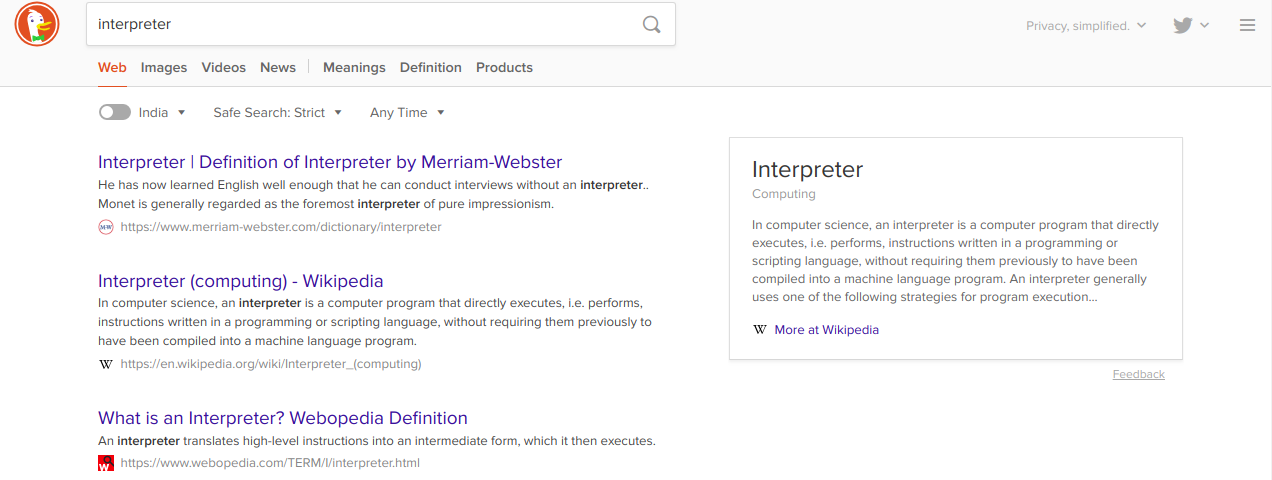 interpreter
Privacy, simplified.
Web Images Videos News Meanings Definition Products
India Safe Search: Strict Any Time
Interpreter | Definition of Interpreter by Merriam-Webster
He has now learned English well enough that he can conduct interviews without an interpreter..
Monet is generally regarded as the foremost interpreter of pure impressionism.
M-W https://www.merriam-webster.com/dictionary/interpreter
Interpreter (computing) - Wikipedia
In computer science, an interpreter is a computer program that directly executes, i.e. performs,
instructions written in a programming or scripting language, without requiring them previously to
have been compiled into a machine language program.
W https://en.wikipedia.org/wiki/Interpreter_(computing)
What is an Interpreter? Webopedia Definition
An interpreter translates high-level instructions into an intermediate form, which it then executes.
W https://www.webopedia.com/TERM/I/interpreter.html
Interpreter
Computing
In computer science, an interpreter is a computer program that directly
executes, i.e. performs, instructions written in a programming or
scripting language, without requiring them previously to have been
compiled into a machine language program. An interpreter generally
uses one of the following strategies for program execution...
W More at Wikipedia
Feedback